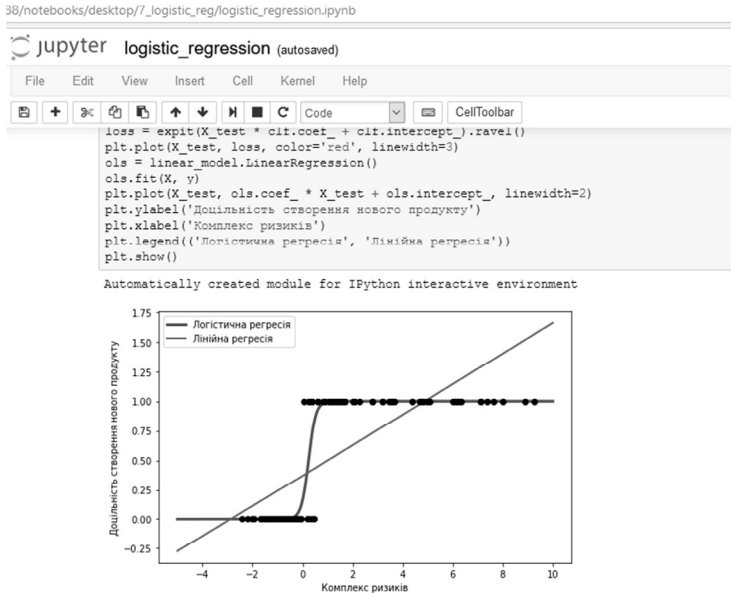 38/notebooks/desktop/7_logistic_reg/logistic_regression.ipynb
jupyter logistic_regression (autosaved)
File Edit View Insert Cell Kernel Help
Code CellToolbar
loss = expit(X_test * clf.coef_ + clf.intercept_).ravel()
plt.plot(X_test, loss, color='red', linewidth=3)
ols = linear_model.LinearRegression()
ols.fit(X, y)
plt.plot(X_test, ols.coef_ * X_test + ols.intercept_, linewidth=2)
plt.ylabel('Доцільність створення нового продукту')
plt.xlabel('Комплекс ризиків')
plt.legend(('Логістична регресія', 'Лінійна регресія'))
plt.show()
Automatically created module for IPython interactive environment
Логістична регресія
Лінійна регресія
Доцільність створення нового продукту
1.75
1.50
1.25
1.00
0.75
0.50
0.25
0.00
−0.25
−4 −2 0 2 4 6 8 10
Комплекс ризиків